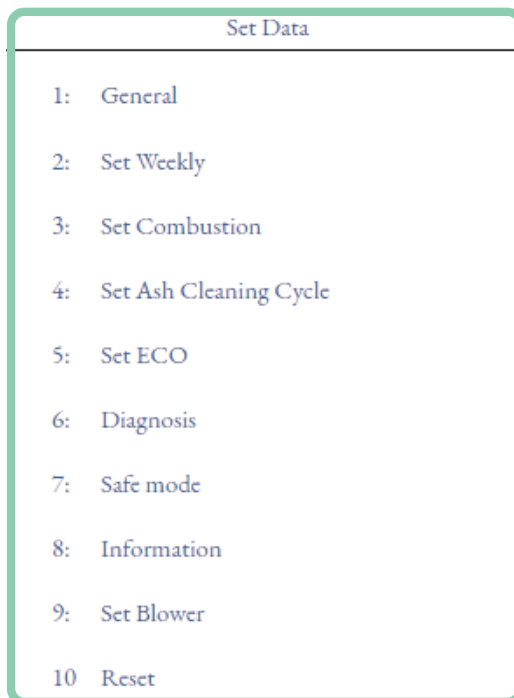 Set Data
1: General
2: Set Weekly
3: Set Combustion
4: Set Ash Cleaning Cycle
5: Set ECO
6: Diagnosis
7: Safe mode
8: Information
9: Set Blower
10 Reset